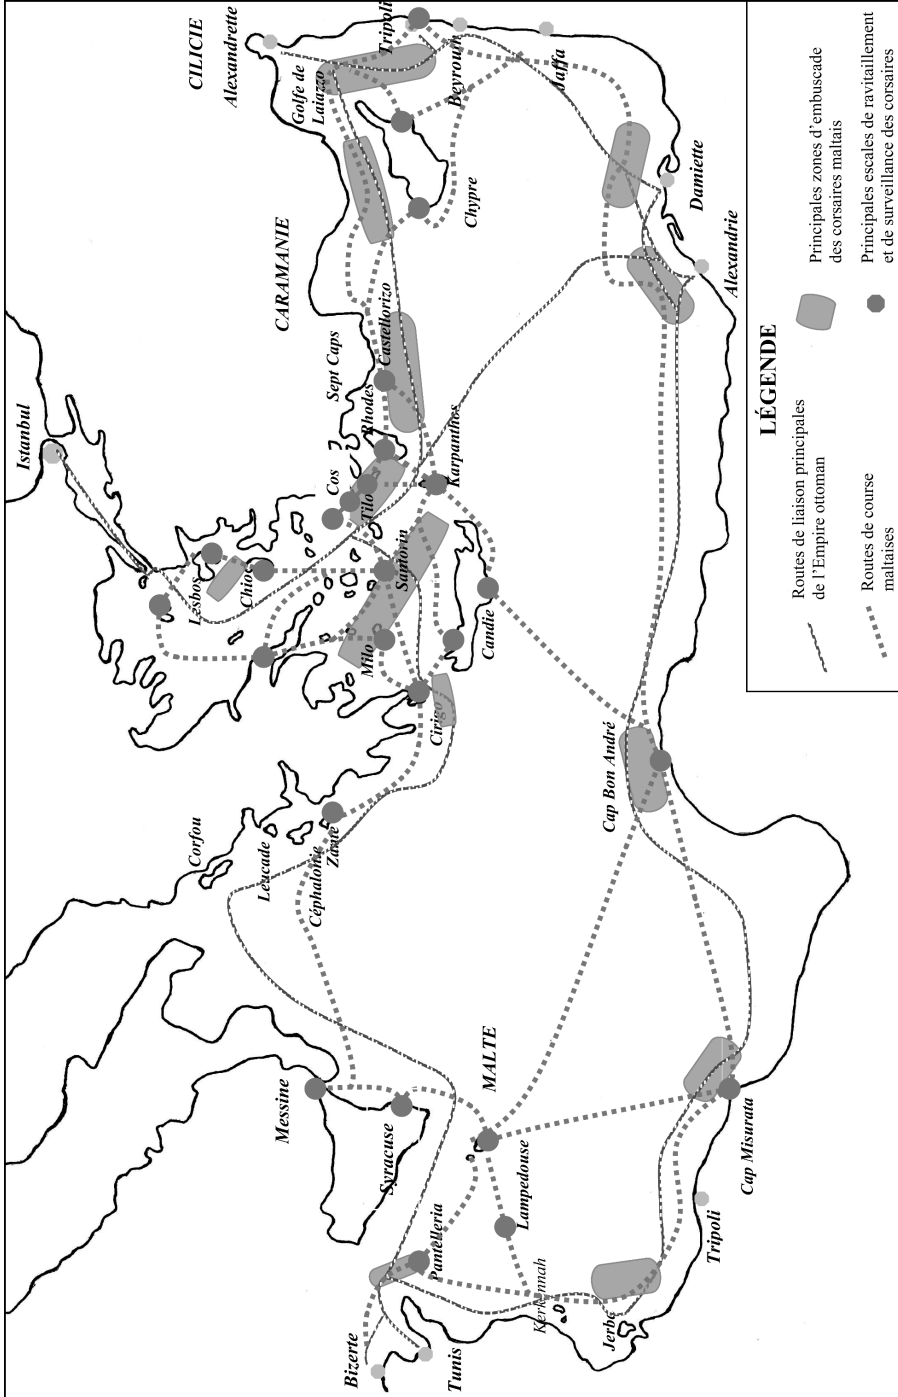 Istanbul
CILICIE
Alexandrette
Golfe de
Laiazzo
Tripoli
Beyrouth
Jaffa
CARAMANIE
Chypre
Damiette
Alexandrie
Sept Caps
Castellorizo
Rhodes
Karpanthos
Cos
Tilo
Lesbos
Chio
Santorin
Milo
Candie
Cirigo
Cap Bon André
Corfou
Leucade
Céphalonie
Zante
Messine
Syracuse
MALTE
Lampedouse
Pantelleria
Cap Misurata
Tripoli
Kerkennah
Jerba
Bizerte
Tunis
LÉGENDE
Routes de liaison principales
de l'Empire ottoman
Routes de course
maltaises
Principales zones d'embuscade
des corsaires maltais
Principales escales de ravitaillement
et de surveillance des corsaires